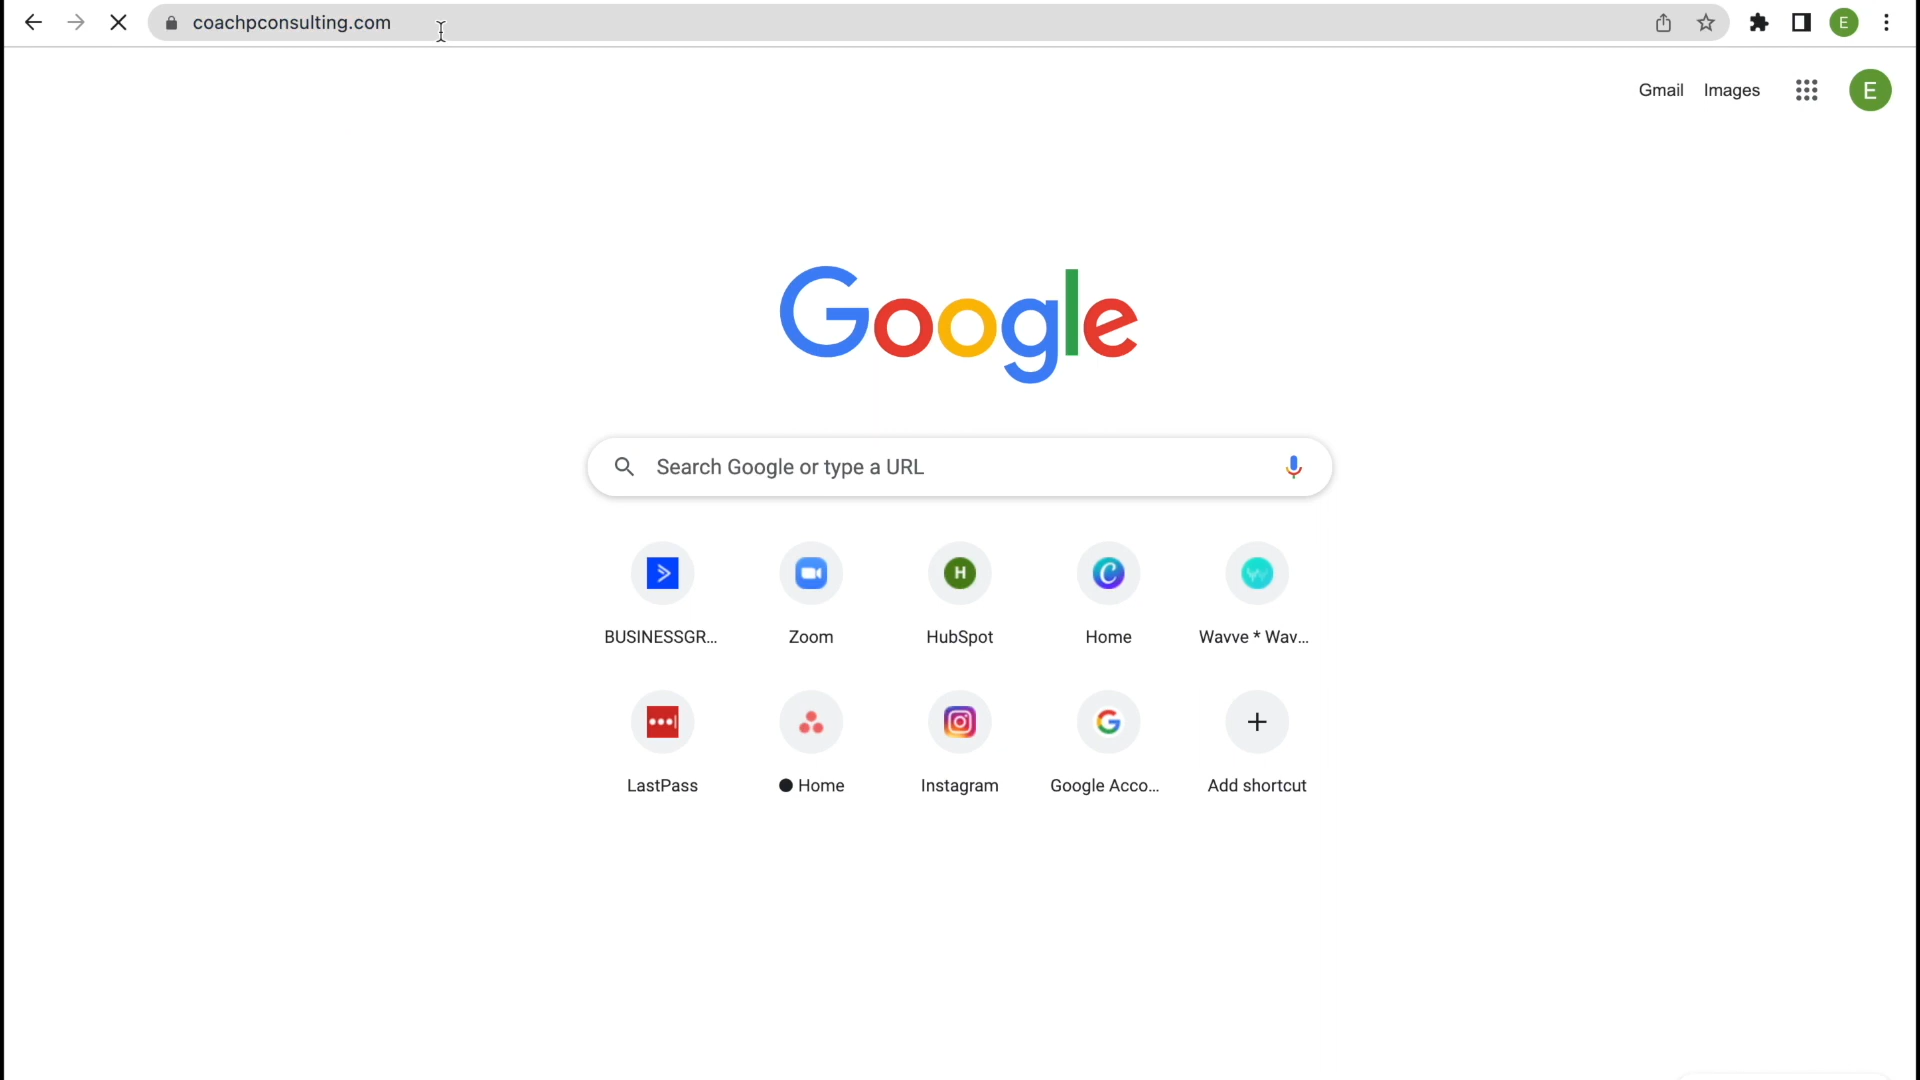 coachpconsulting.com
E
Gmail Images
E
Google
Search Google or type a URL
H
BUSINESSGR... Zoom HubSpot Home Wavve * Wav...
LastPass Home Instagram Google Acco... Add shortcut